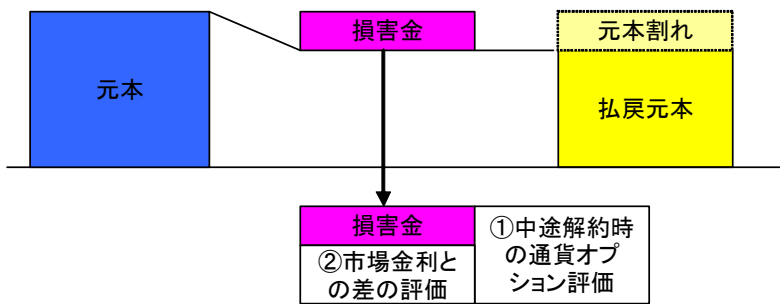 元本
損害金
元本割れ
払戻元本
損害金
②市場金利と
の差の評価
①中途解約時
の通貨オプ
ション評価